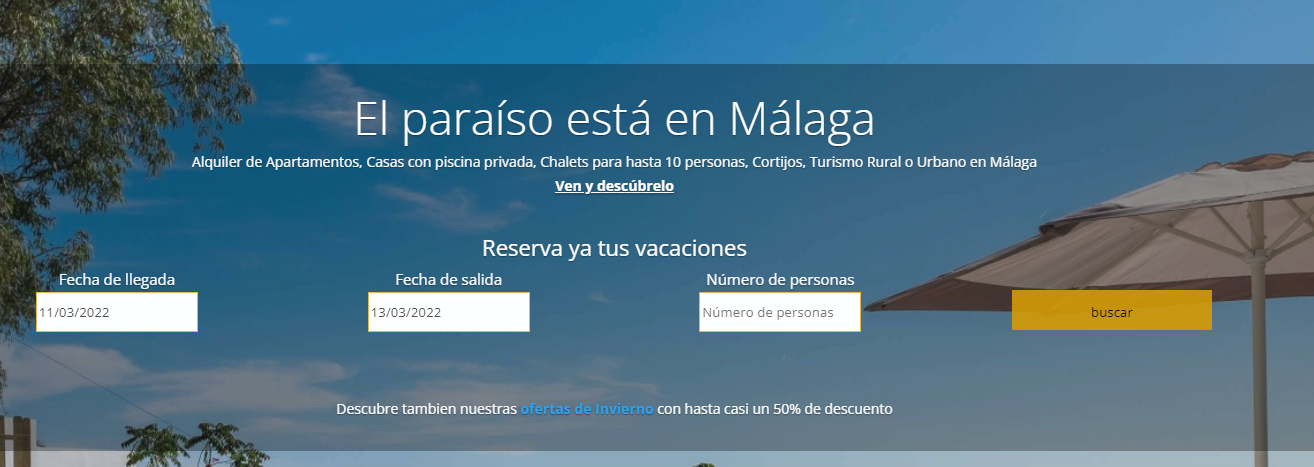 El paraíso está en Málaga
Alquiler de Apartamentos, Casas con piscina privada, Chalets para hasta 10 personas, Cortijos, Turismo Rural o Urbano en Málaga
Ven y descúbrelo
Reserva ya tus vacaciones
Fecha de llegada
Fecha de salida
Número de personas
11/03/2022
13/03/2022
Número de personas
buscar
Descubre tambien nuestras ofertas de Invierno con hasta casi un 50% de descuento